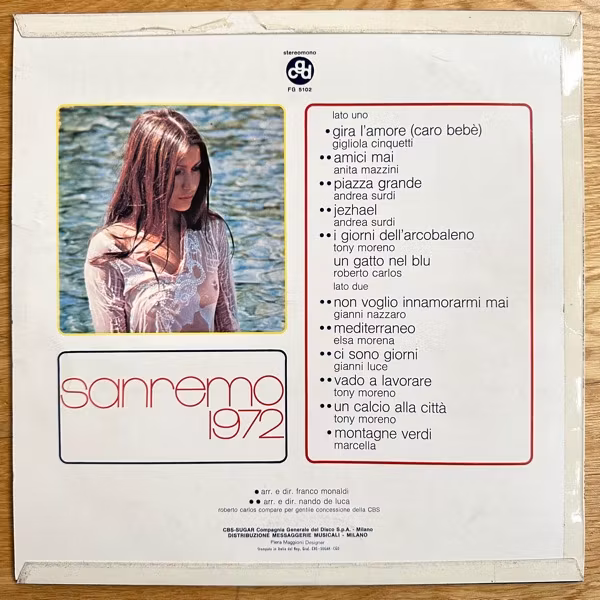 stereomono
cgd
FG 5102
lato uno
• gira l'amore (caro bebè)
gigliola cinquetti
•• amici mai
anita mazzini
•• piazza grande
andrea surdi
•• jezhael
andrea surdi
•• i giorni dell'arcobaleno
tony moreno
un gatto nel blu
roberto carlos
lato due
•• non voglio innamorarmi mai
gianni nazzaro
•• mediterraneo
elsa morena
•• ci sono giorni
gianni luce
•• vado a lavorare
tony moreno
•• un calcio alla città
tony moreno
• montagne verdi
marcella
sanremo
1972
• arr. e dir. franco monaldi
•• arr. e dir. nando de luca
roberto carlos compare per gentile concessione della CBS
CBS-SUGAR Compagnia Generale del Disco S.p.A. - Milano
DISTRIBUZIONE MESSAGGERIE MUSICALI - MILANO
Piera Maggioni Designer